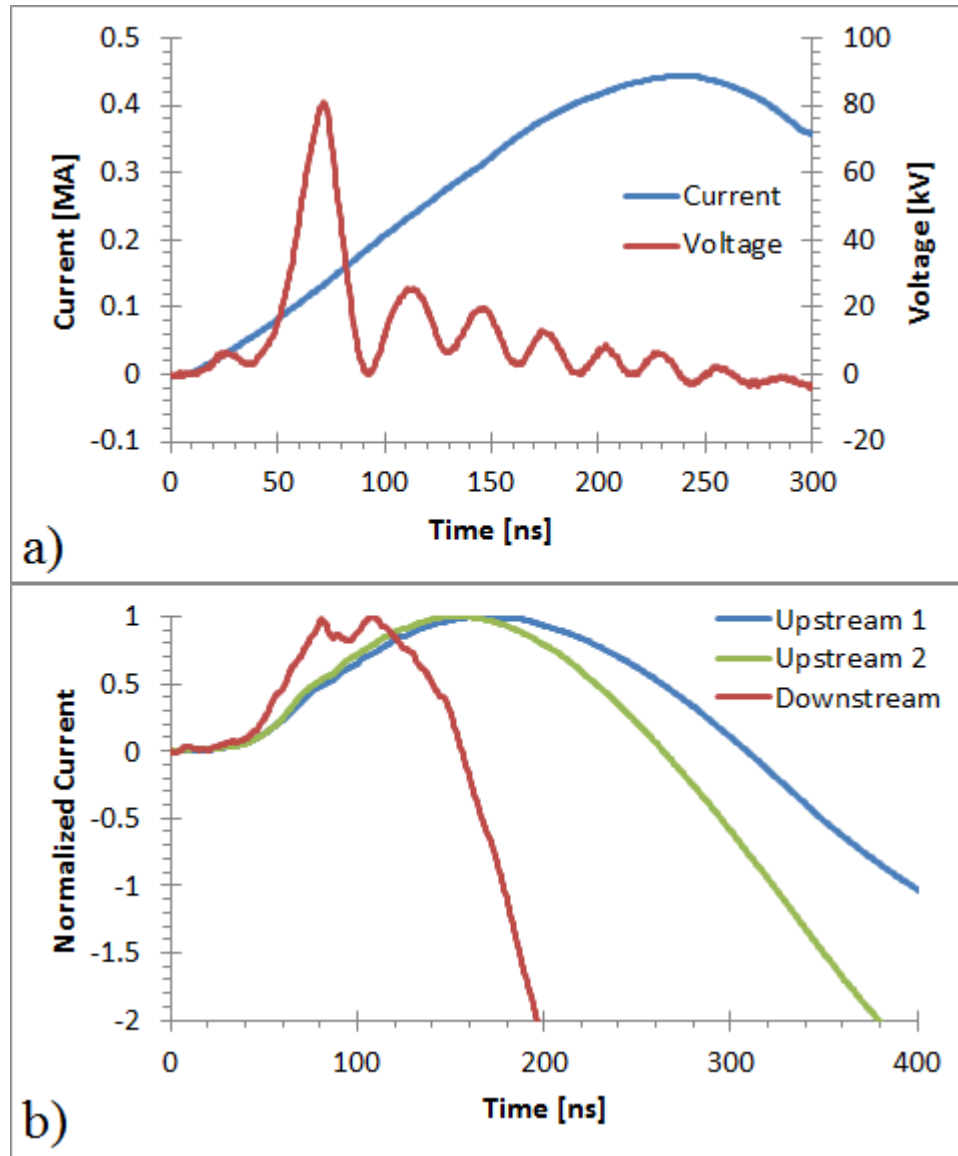 0.5 100
0.4 80
0.3 60
0.2 40
0.1 20
0 0
-0.1 -20
Current [MA]
Voltage [kV]
Current
Voltage
0 50 100 150 200 250 300
Time [ns]
a)
1
0.5
0
-0.5
-1
-1.5
-2
Normalized Current
Upstream 1
Upstream 2
Downstream
0 100 200 300 400
Time [ns]
b)